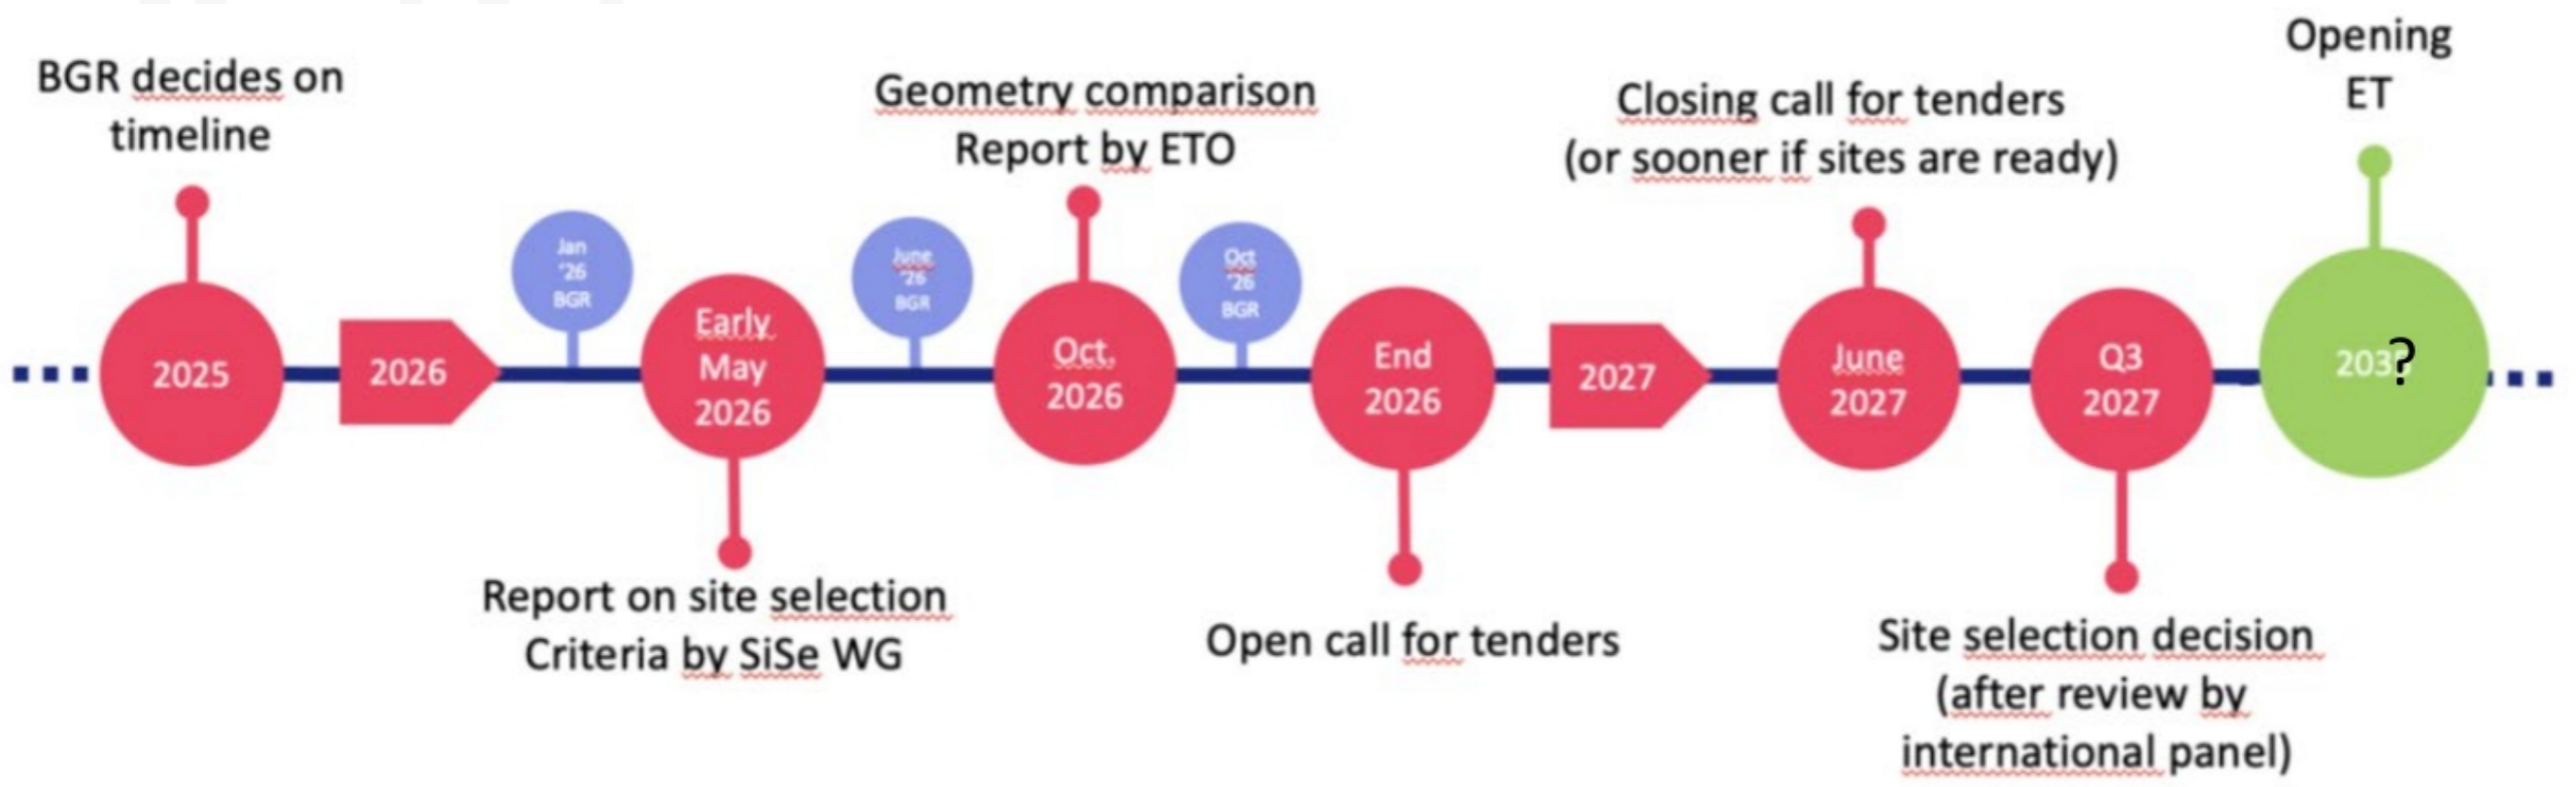 BGR decides on
timeline
2025
2026
Jan
'26
BGR
Early
May
2026
Report on site selection
Criteria by SiSe WG
June
'26
BGR
Geometry comparison
Report by ETO
Oct.
2026
Oct
'26
BGR
End
2026
Open call for tenders
2027
Closing call for tenders
(or sooner if sites are ready)
June
2027
Q3
2027
Site selection decision
(after review by
international panel)
Opening
ET
203?